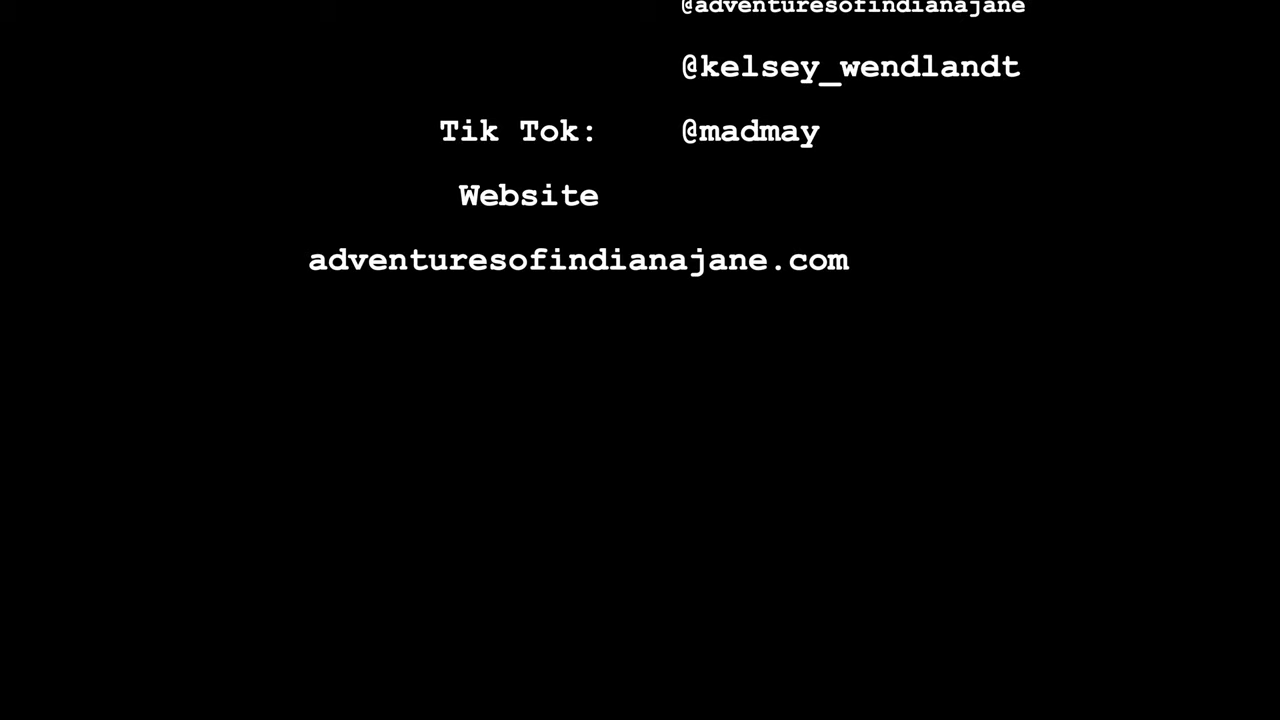 @adventuresofindianajane
@kelsey_wendlandt
Tik Tok: @madmay
Website
adventuresofindianajane.com